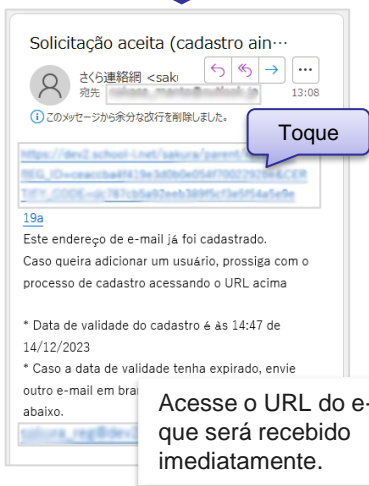 Solicitação aceita (cadastro ain…
さくら連絡網 <saku
宛先
13:08
このメッセージから余分な改行を削除しました。
Toque
19a
Este endereço de e-mail já foi cadastrado.
Caso queira adicionar um usuário, prossiga com o
processo de cadastro acessando o URL acima
* Data de validade do cadastro é às 14:47 de
14/12/2023
* Caso a data de validade tenha expirado, envie
outro e-mail em bra
abaixo.
Acesse o URL do e-
que será recebido
imediatamente.